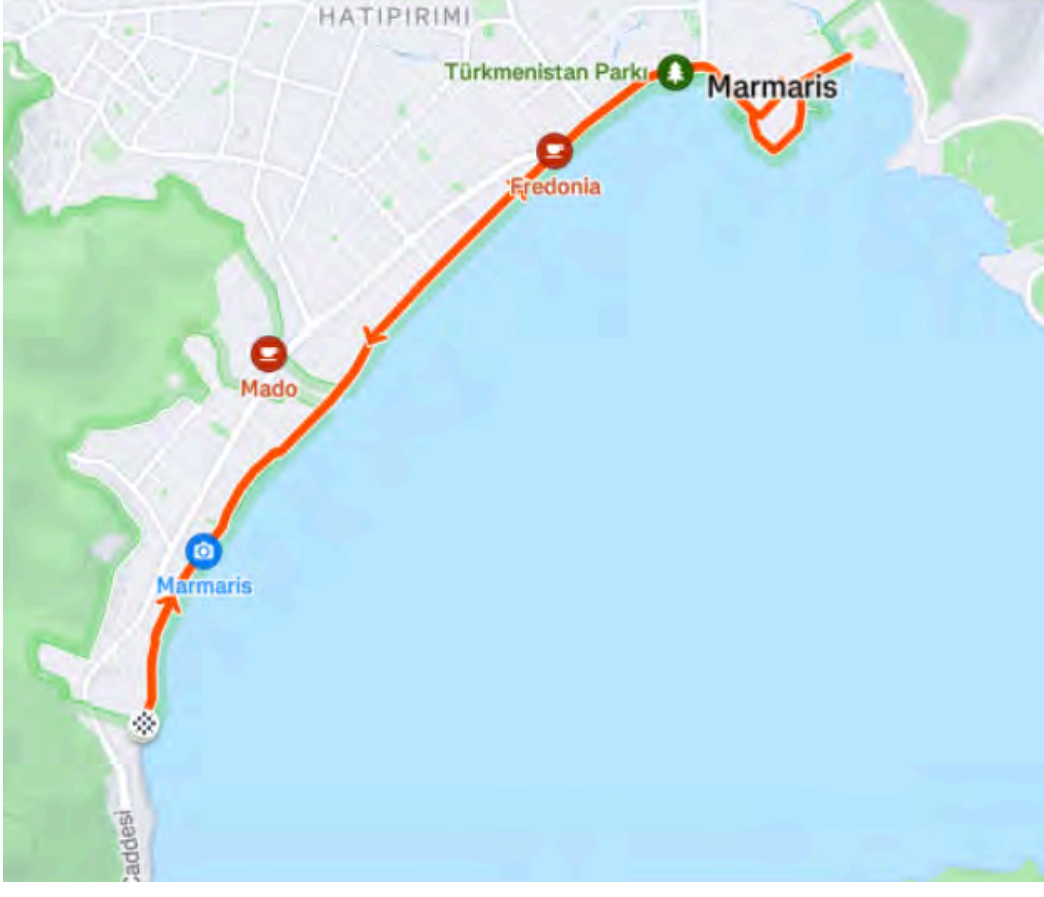 HATIPIRIMI
Türkmenistan Parkı
Marmaris
Fredonia
Mado
Marmaris
Caddesi